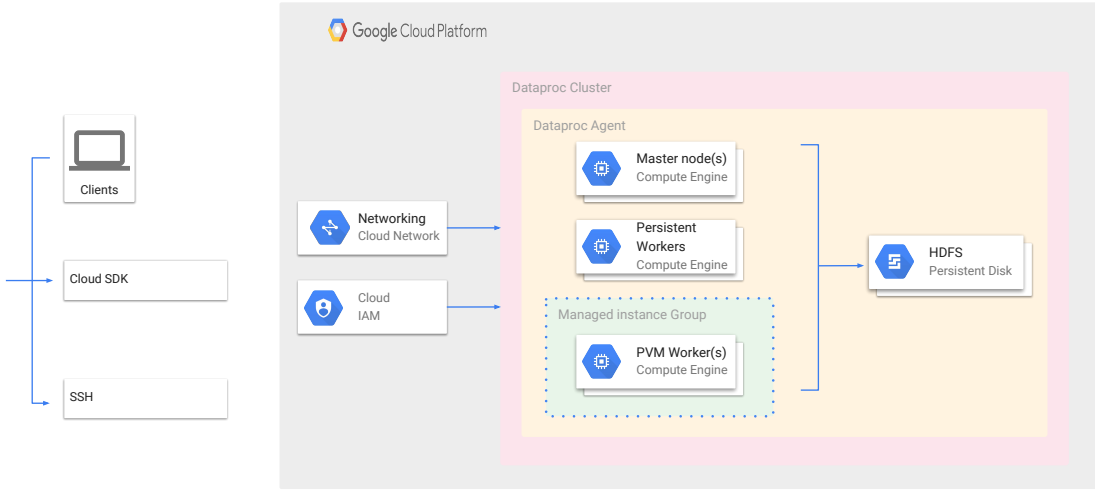 Google Cloud Platform
Dataproc Cluster
Dataproc Agent
Clients
Cloud SDK
SSH
Networking
Cloud Network
Cloud
IAM
Master node(s)
Compute Engine
Persistent
Workers
Compute Engine
Managed instance Group
PVM Worker(s)
Compute Engine
HDFS
Persistent Disk